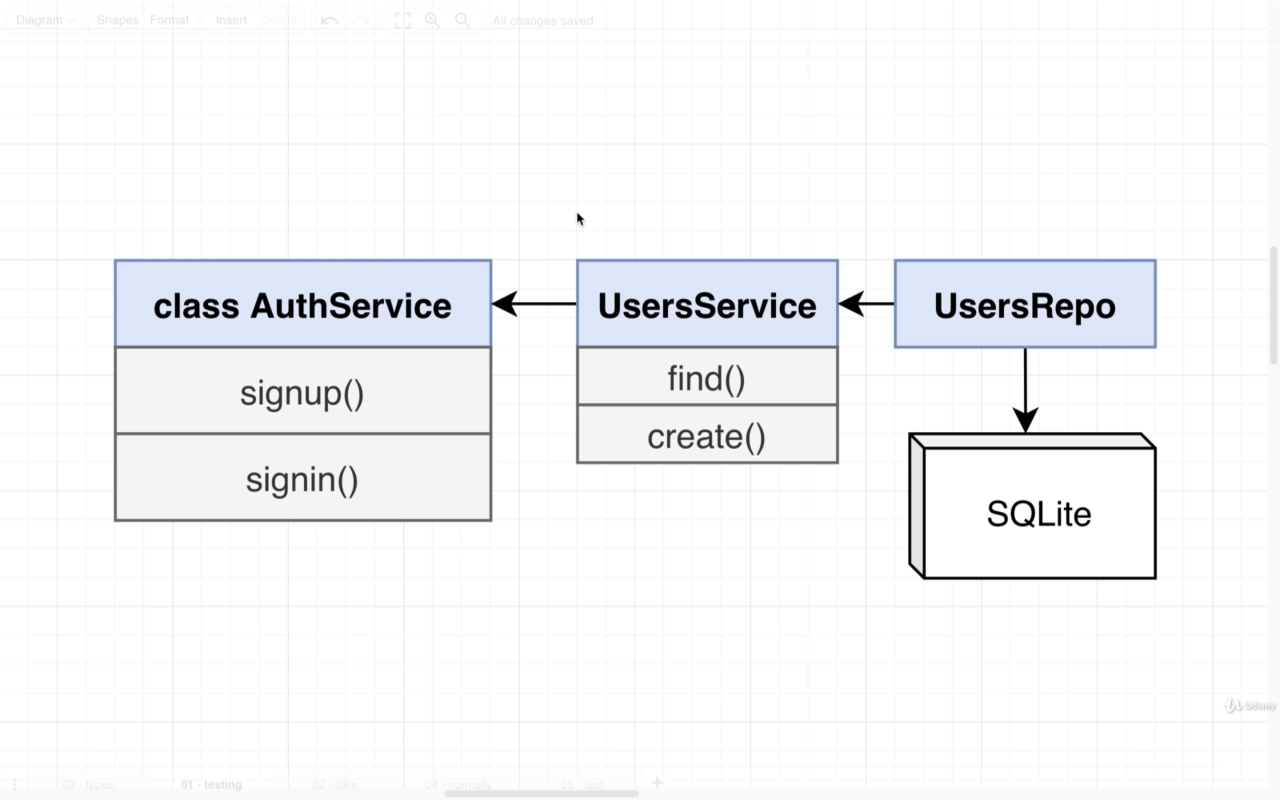 Diagram Shapes Format Insert Delete All changes saved
class AuthService
signup()
signin()
UsersService
find()
create()
UsersRepo
SQLite
Udemy
03 - types 01 - testing 02 - fake 04 - normally 05 - test